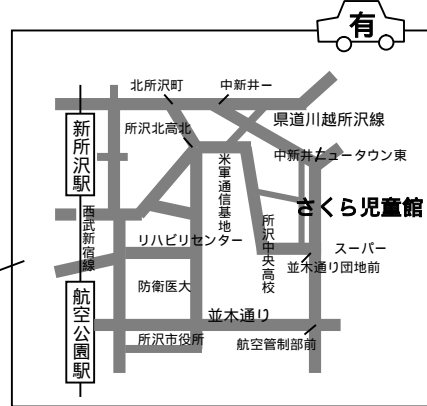 有
北所沢町
中新井一
県道川越所沢線
所沢北高北
中新井ニュータウン東
新所沢駅
米軍通信基地
さくら児童館
西武新宿線
所沢中央高校
リハビリセンター
スーパー
並木通り団地前
防衛医大
航空公園駅
並木通り
所沢市役所
航空管制部前